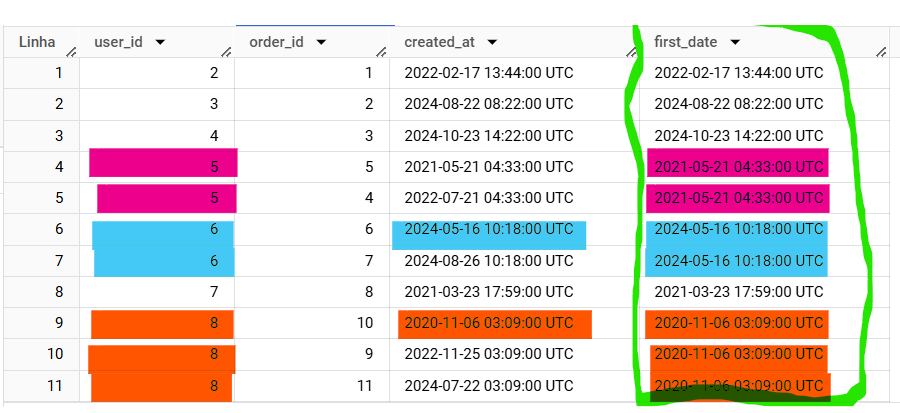 Linha user_id order_id created_at first_date
1 2 1 2022-02-17 13:44:00 UTC 2022-02-17 13:44:00 UTC
2 3 2 2024-08-22 08:22:00 UTC 2024-08-22 08:22:00 UTC
3 4 3 2024-10-23 14:22:00 UTC 2024-10-23 14:22:00 UTC
4 5 5 2021-05-21 04:33:00 UTC 2021-05-21 04:33:00 UTC
5 5 4 2022-07-21 04:33:00 UTC 2021-05-21 04:33:00 UTC
6 6 6 2024-05-16 10:18:00 UTC 2024-05-16 10:18:00 UTC
7 6 7 2024-08-26 10:18:00 UTC 2024-05-16 10:18:00 UTC
8 7 8 2021-03-23 17:59:00 UTC 2021-03-23 17:59:00 UTC
9 8 10 2020-11-06 03:09:00 UTC 2020-11-06 03:09:00 UTC
10 8 9 2022-11-25 03:09:00 UTC 2020-11-06 03:09:00 UTC
11 8 11 2024-07-22 03:09:00 UTC 2020-11-06 03:09:00 UTC